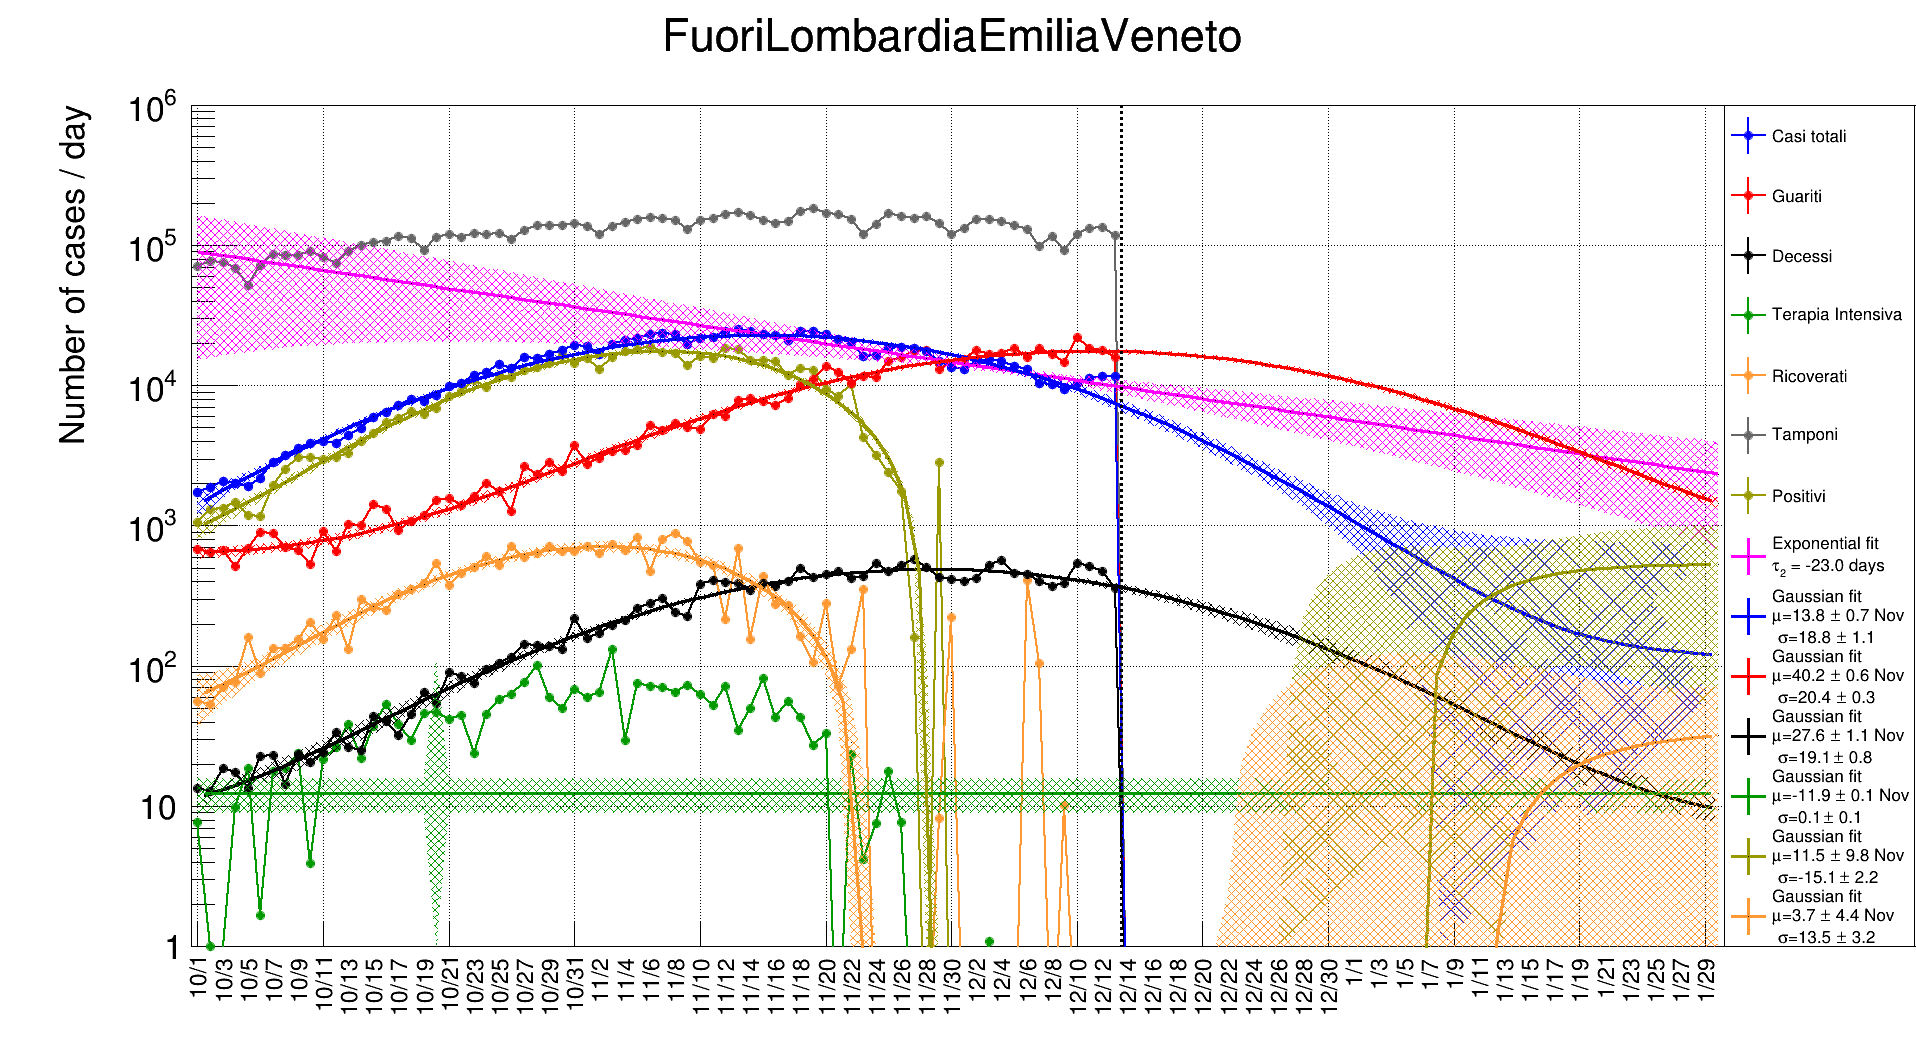 FuoriLombardiaEmiliaVeneto
Number of cases / day
10^6
10^5
10^4
10^3
10^2
10
1
10/1 10/3 10/5 10/7 10/9 10/11 10/13 10/15 10/17 10/19 10/21 10/23 10/25 10/27 10/29 10/31 11/2 11/4 11/6 11/8 11/10 11/12 11/14 11/16 11/18 11/20 11/22 11/24 11/26 11/28 11/30 12/2 12/4 12/6 12/8 12/10 12/12 12/14 12/16 12/18 12/20 12/22 12/24 12/26 12/28 12/30 1/1 1/3 1/5 1/7 1/9 1/11 1/13 1/15 1/17 1/19 1/21 1/23 1/25 1/27 1/29
Casi totali
Guariti
Decessi
Terapia Intensiva
Ricoverati
Tamponi
Positivi
Exponential fit
τ2 = -23.0 days
Gaussian fit
μ=13.8 ± 0.7 Nov
σ=18.8 ± 1.1
Gaussian fit
μ=40.2 ± 0.6 Nov
σ=20.4 ± 0.3
Gaussian fit
μ=27.6 ± 1.1 Nov
σ=19.1 ± 0.8
Gaussian fit
μ=-11.9 ± 0.1 Nov
σ=0.1 ± 0.1
Gaussian fit
μ=11.5 ± 9.8 Nov
σ=-15.1 ± 2.2
Gaussian fit
μ=3.7 ± 4.4 Nov
σ=13.5 ± 3.2